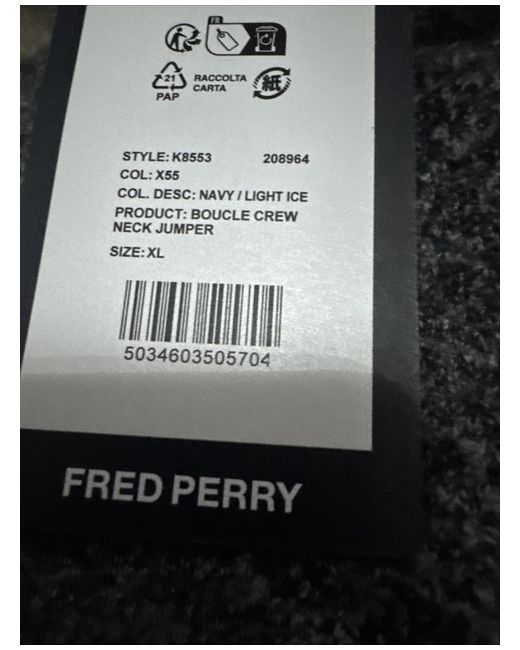 FR
21
PAP
RACCOLTA
CARTA
紙
STYLE: K8553 208964
COL: X55
COL. DESC: NAVY / LIGHT ICE
PRODUCT: BOUCLE CREW
NECK JUMPER
SIZE: XL
5034603505704
FRED PERRY